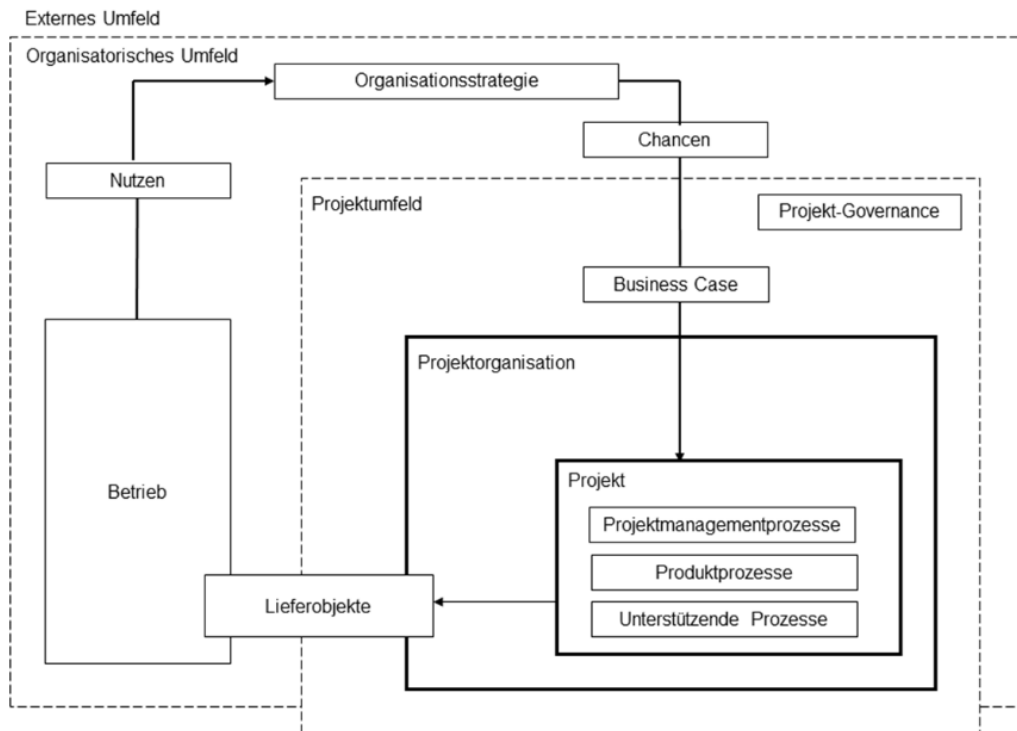 Externes Umfeld
Organisatorisches Umfeld
Organisationsstrategie
Chancen
Nutzen
Projektumfeld
Projekt-Governance
Business Case
Projektorganisation
Betrieb
Projekt
Projektmanagementprozesse
Produktprozesse
Lieferobjekte
Unterstützende Prozesse